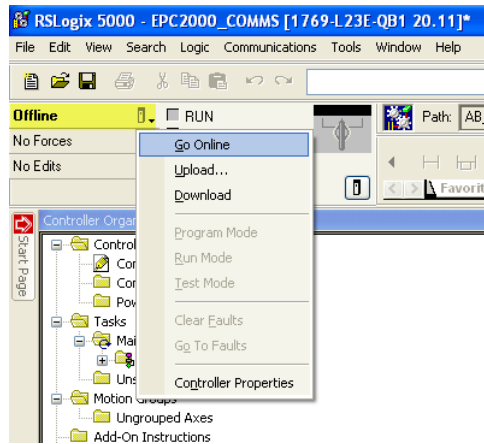 RSLogix 5000 - EPC2000_COMMS [1769-L23E-QB1 20.11]*
File Edit View Search Logic Communications Tools Window Help
Offline RUN Path: AB_
No Forces
No Edits
Favorit
Go Online
Upload...
Download
Program Mode
Run Mode
Test Mode
Clear Faults
Go To Faults
Controller Properties
Start Page
Controller Organ
Control
Cor
Cor
Pov
Tasks
Mai
Uns
Motion Groups
Ungrouped Axes
Add-On Instructions